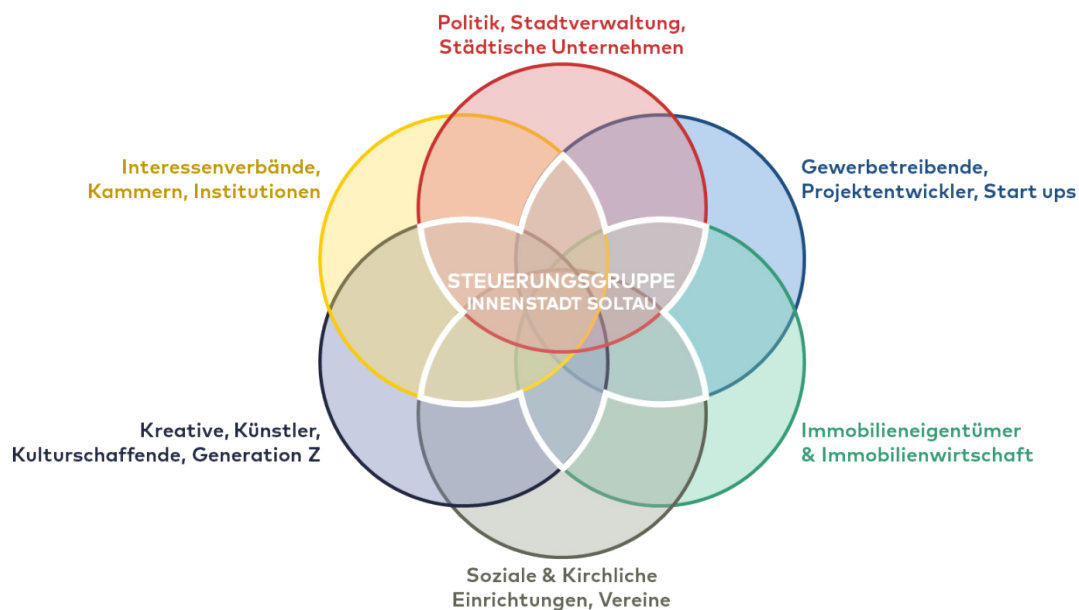 Politik, Stadtverwaltung,
Städtische Unternehmen
Interessenverbände,
Kammern, Institutionen
Gewerbetreibende,
Projektentwickler, Start ups
STEUERUNGSGRUPPE
INNENSTADT SOLTAU
Kreative, Künstler,
Kulturschaffende, Generation Z
Immobilieneigentümer
& Immobilienwirtschaft
Soziale & Kirchliche
Einrichtungen, Vereine